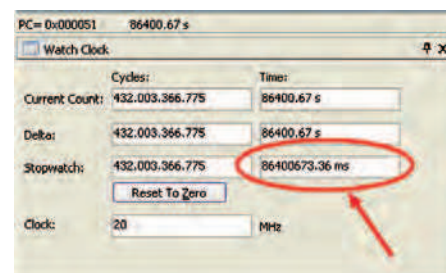 PC= 0x000051 86400.67 s
Watch Clock
Cycles: Time:
Current Count: 432.003.366.775 86400.67 s
Delta: 432.003.366.775 86400.67 s
Stopwatch: 432.003.366.775 86400673.36 ms
Reset To Zero
Clock: 20 MHz